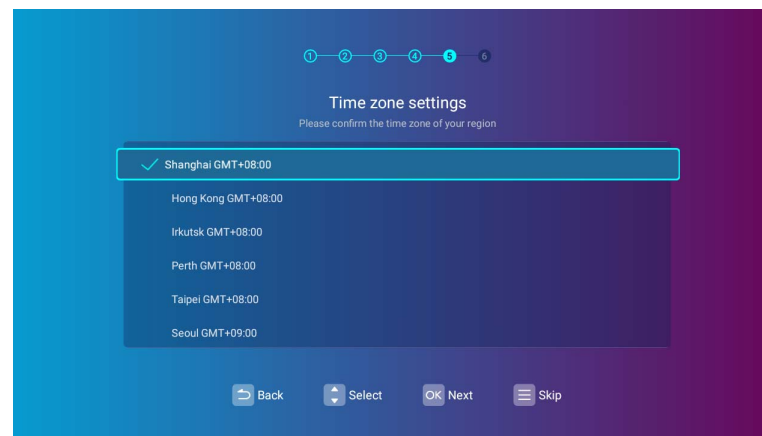 1 2 3 4 5 6
Time zone settings
Please confirm the time zone of your region
Shanghai GMT+08:00
Hong Kong GMT+08:00
Irkutsk GMT+08:00
Perth GMT+08:00
Taipei GMT+08:00
Seoul GMT+09:00
Back Select OK Next Skip